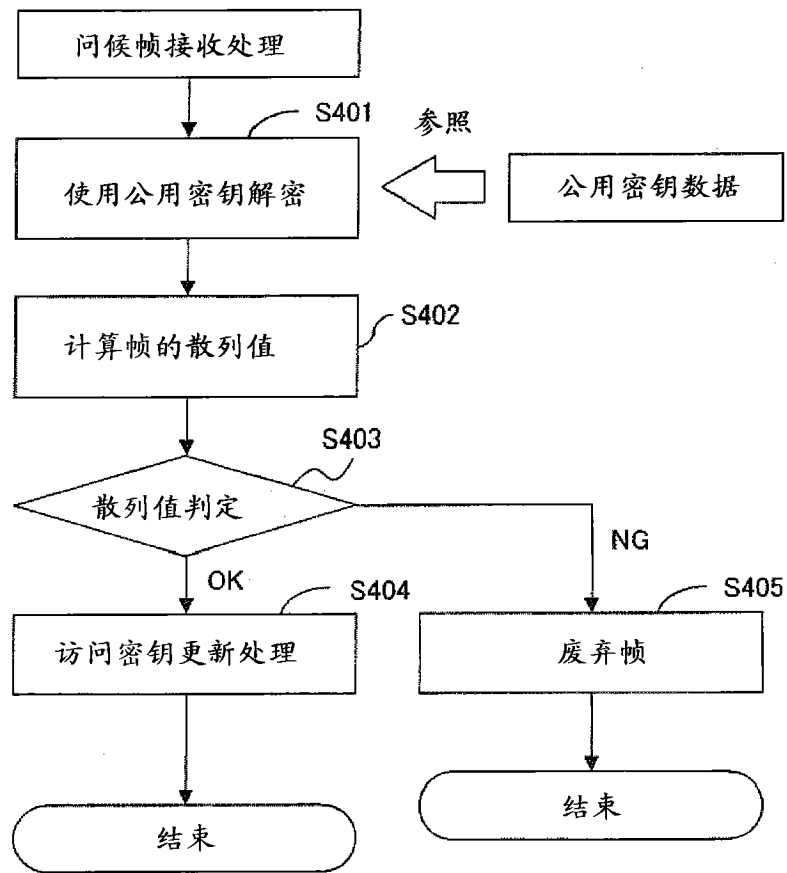 问候帧接收处理
S401
参照
使用公用密钥解密
公用密钥数据
计算帧的散列值
S402
S403
散列值判定
NG
OK
S404
S405
访问密钥更新处理
废弃帧
结束
结束